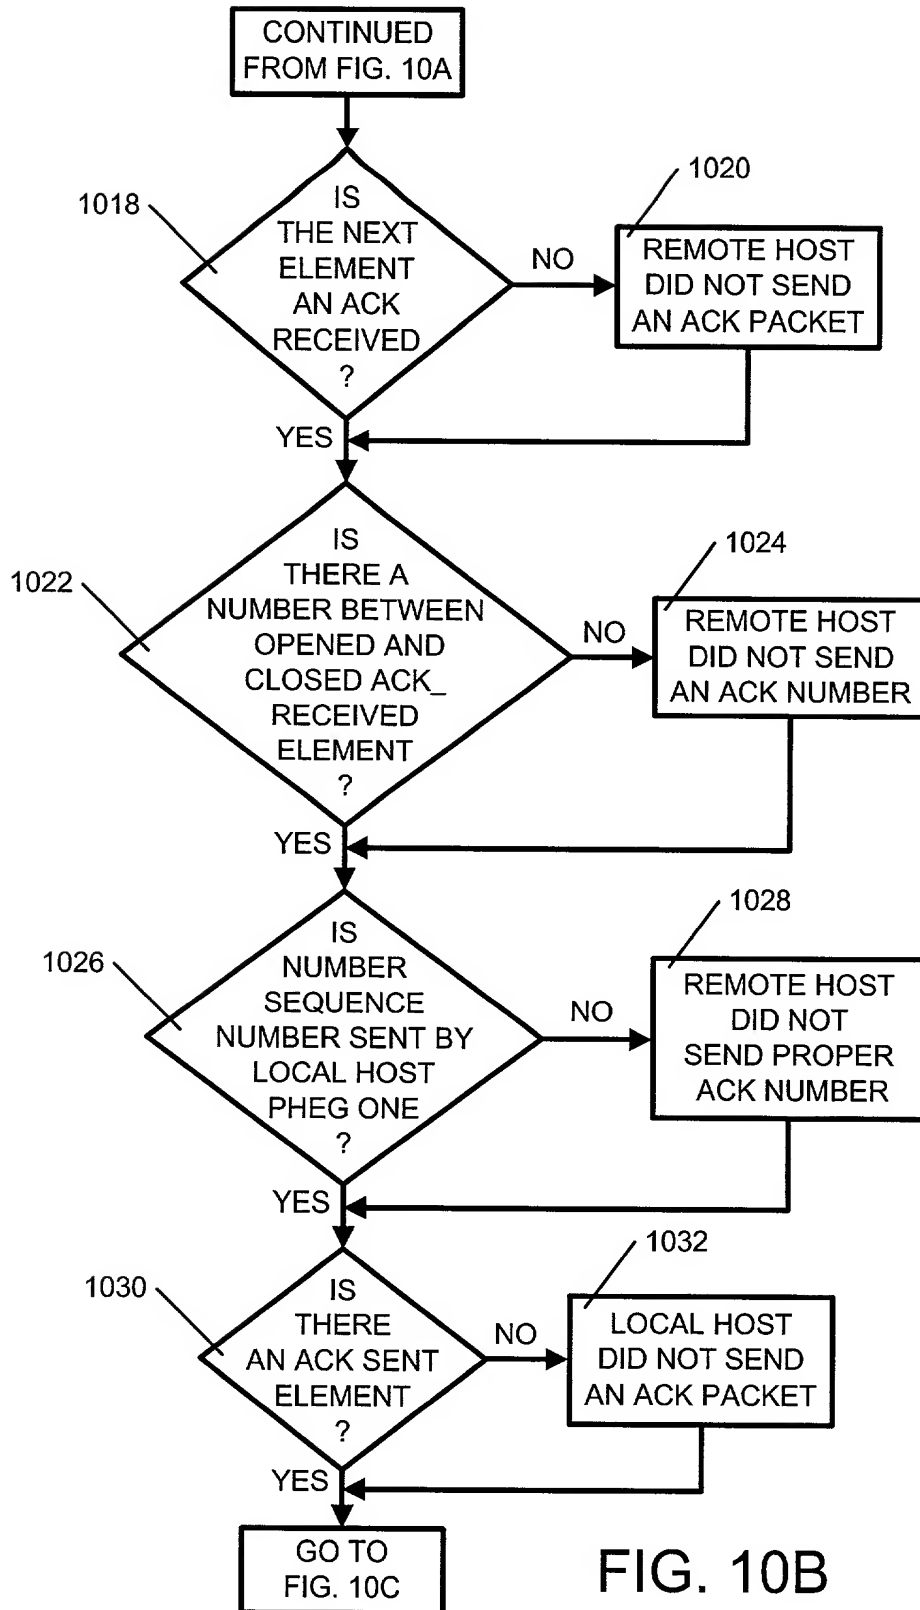 CONTINUED
FROM FIG. 10A
1018
IS
THE NEXT
ELEMENT
AN ACK
RECEIVED
?
NO
1020
REMOTE HOST
DID NOT SEND
AN ACK PACKET
YES
1022
IS
THERE A
NUMBER BETWEEN
OPENED AND
CLOSED ACK_
RECEIVED
ELEMENT
?
NO
1024
REMOTE HOST
DID NOT SEND
AN ACK NUMBER
YES
1026
IS
NUMBER
SEQUENCE
NUMBER SENT BY
LOCAL HOST
PHEG ONE
?
NO
1028
REMOTE HOST
DID NOT
SEND PROPER
ACK NUMBER
YES
1030
IS
THERE
AN ACK SENT
ELEMENT
?
NO
1032
LOCAL HOST
DID NOT SEND
AN ACK PACKET
YES
GO TO
FIG. 10C
FIG. 10B